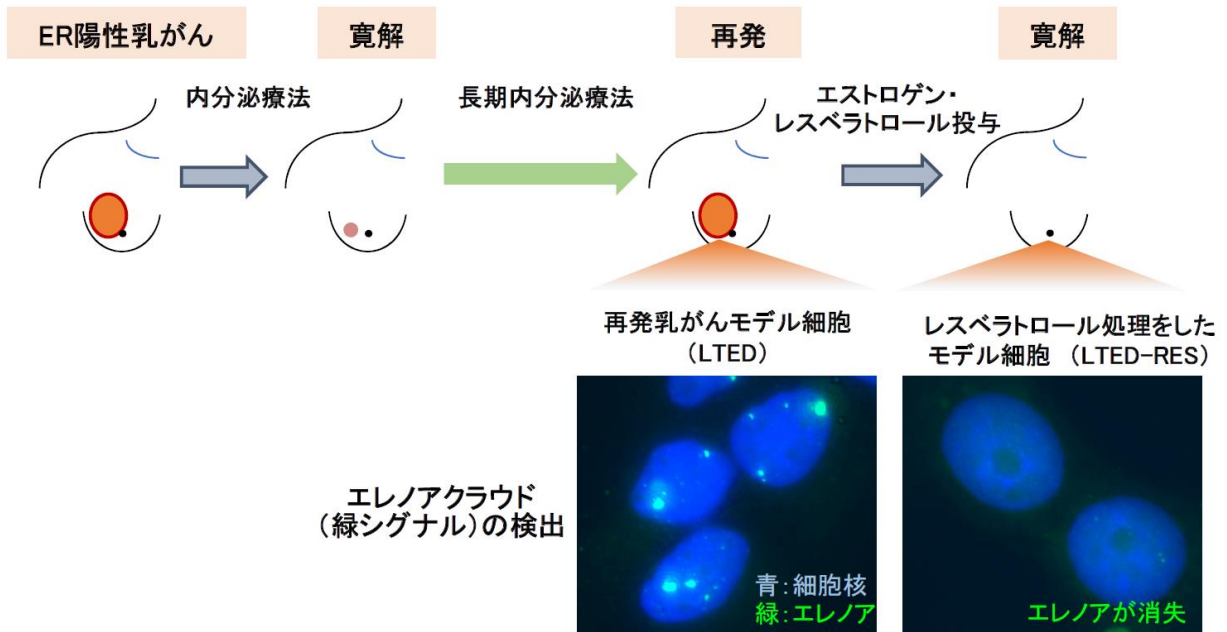 ER陽性乳がん
寛解
再発
寛解
内分泌療法
長期内分泌療法
エストロゲン・
レスベラトロール投与
再発乳がんモデル細胞
（LTED）
レスベラトロール処理をした
モデル細胞 （LTED-RES）
エレノアクラウド
（緑シグナル）の検出
青：細胞核
緑：エレノア
エレノアが消失